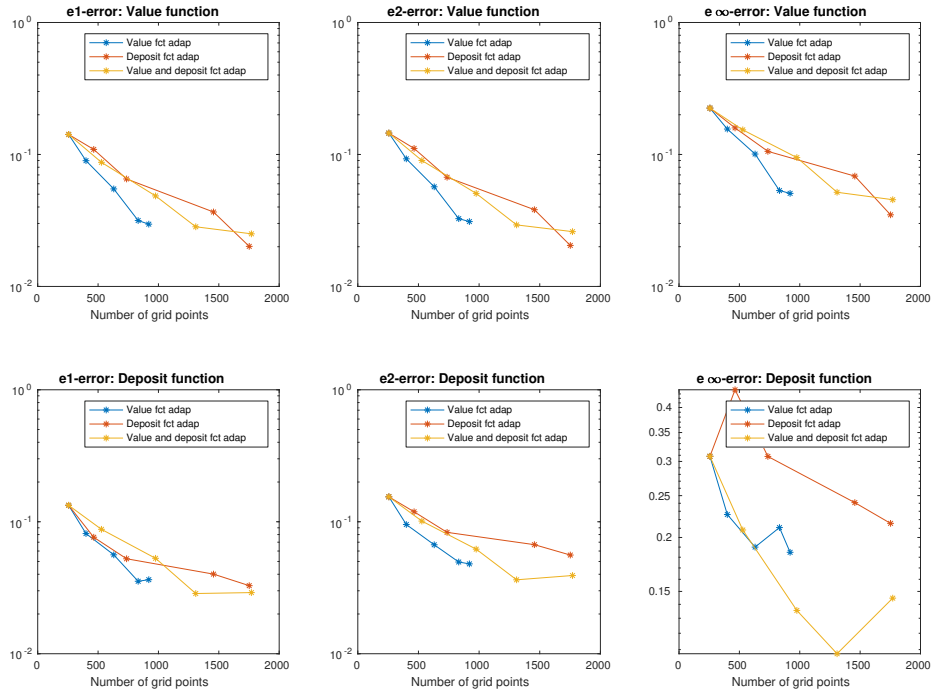 e1-error: Value function
10^0
10^-1
10^-2
Value fct adap
Deposit fct adap
Value and deposit fct adap
0 500 1000 1500 2000
Number of grid points
e2-error: Value function
10^0
10^-1
10^-2
Value fct adap
Deposit fct adap
Value and deposit fct adap
0 500 1000 1500 2000
Number of grid points
e ∞-error: Value function
10^0
10^-1
10^-2
Value fct adap
Deposit fct adap
Value and deposit fct adap
0 500 1000 1500 2000
Number of grid points
e1-error: Deposit function
10^0
10^-1
10^-2
Value fct adap
Deposit fct adap
Value and deposit fct adap
0 500 1000 1500 2000
Number of grid points
e2-error: Deposit function
10^0
10^-1
10^-2
Value fct adap
Deposit fct adap
Value and deposit fct adap
0 500 1000 1500 2000
Number of grid points
e ∞-error: Deposit function
0.4
0.35
0.3
0.25
0.2
0.15
Value fct adap
Deposit fct adap
Value and deposit fct adap
0 500 1000 1500 2000
Number of grid points